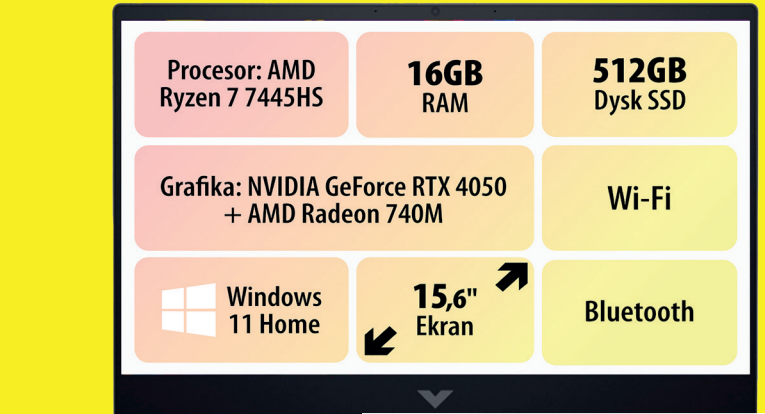 Procesor: AMD
Ryzen 7 7445HS
16GB
RAM
512GB
Dysk SSD
Grafika: NVIDIA GeForce RTX 4050
+ AMD Radeon 740M
Wi-Fi
Windows
11 Home
15,6"
Ekran
Bluetooth